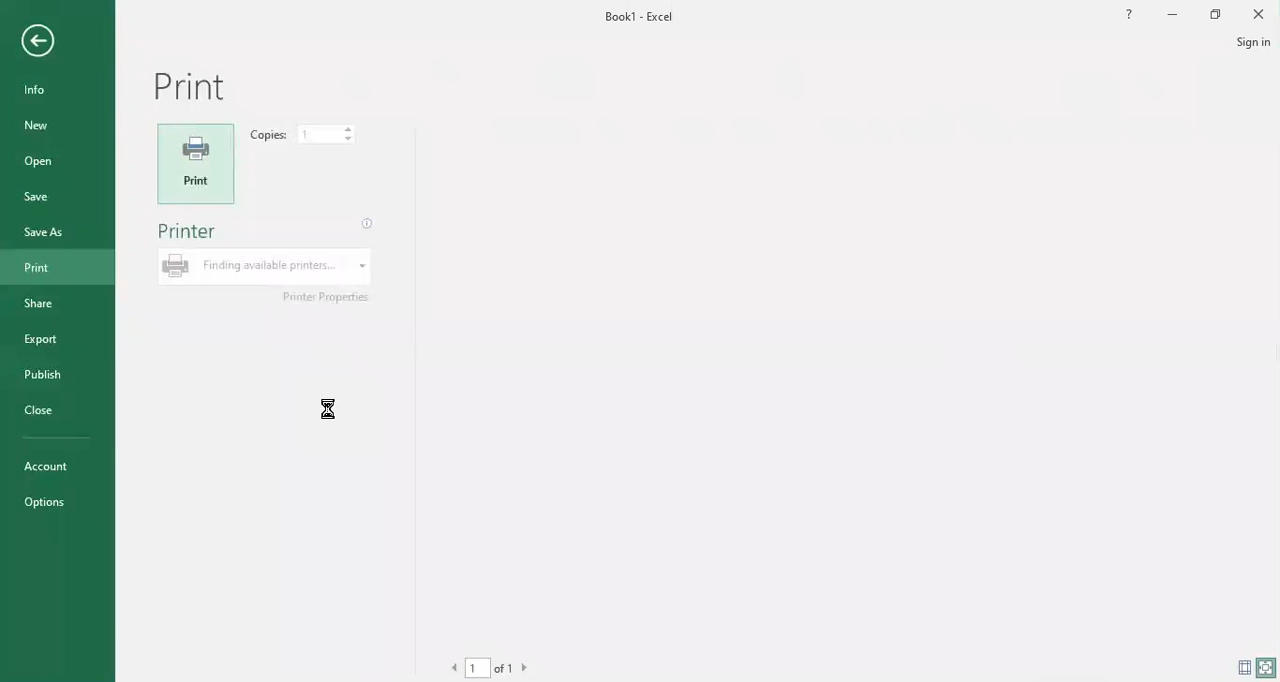 Book1 - Excel
?
Sign in
Info
New
Open
Save
Save As
Print
Share
Export
Publish
Close
Account
Options
Print
Print
Copies: 1
Printer
Finding available printers...
Printer Properties
1 of 1